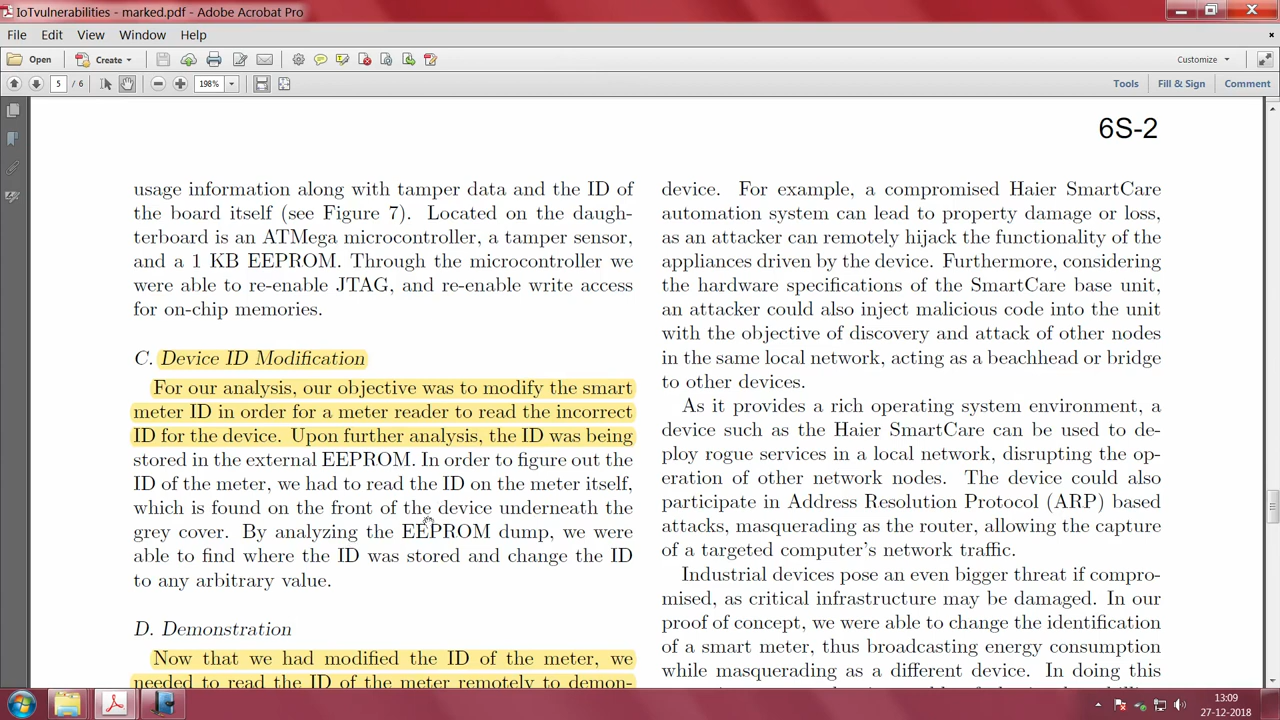 IoTvulnerabilities - marked.pdf - Adobe Acrobat Pro
File Edit View Window Help
Open Create Customize
5 / 6 198% Tools Fill & Sign Comment
6S-2
usage information along with tamper data and the ID of
the board itself (see Figure 7). Located on the daugh-
terboard is an ATMega microcontroller, a tamper sensor,
and a 1 KB EEPROM. Through the microcontroller we
were able to re-enable JTAG, and re-enable write access
for on-chip memories.
C. Device ID Modification
For our analysis, our objective was to modify the smart
meter ID in order for a meter reader to read the incorrect
ID for the device. Upon further analysis, the ID was being
stored in the external EEPROM. In order to figure out the
ID of the meter, we had to read the ID on the meter itself,
which is found on the front of the device underneath the
grey cover. By analyzing the EEPROM dump, we were
able to find where the ID was stored and change the ID
to any arbitrary value.
D. Demonstration
Now that we had modified the ID of the meter, we
needed to read the ID of the meter remotely to demon-
device. For example, a compromised Haier SmartCare
automation system can lead to property damage or loss,
as an attacker can remotely hijack the functionality of the
appliances driven by the device. Furthermore, considering
the hardware specifications of the SmartCare base unit,
an attacker could also inject malicious code into the unit
with the objective of discovery and attack of other nodes
in the same local network, acting as a beachhead or bridge
to other devices.
As it provides a rich operating system environment, a
device such as the Haier SmartCare can be used to de-
ploy rogue services in a local network, disrupting the op-
eration of other network nodes. The device could also
participate in Address Resolution Protocol (ARP) based
attacks, masquerading as the router, allowing the capture
of a targeted computer's network traffic.
Industrial devices pose an even bigger threat if compro-
mised, as critical infrastructure may be damaged. In our
proof of concept, we were able to change the identification
of a smart meter, thus broadcasting energy consumption
while masquerading as a different device. In doing this
13:09
27-12-2018